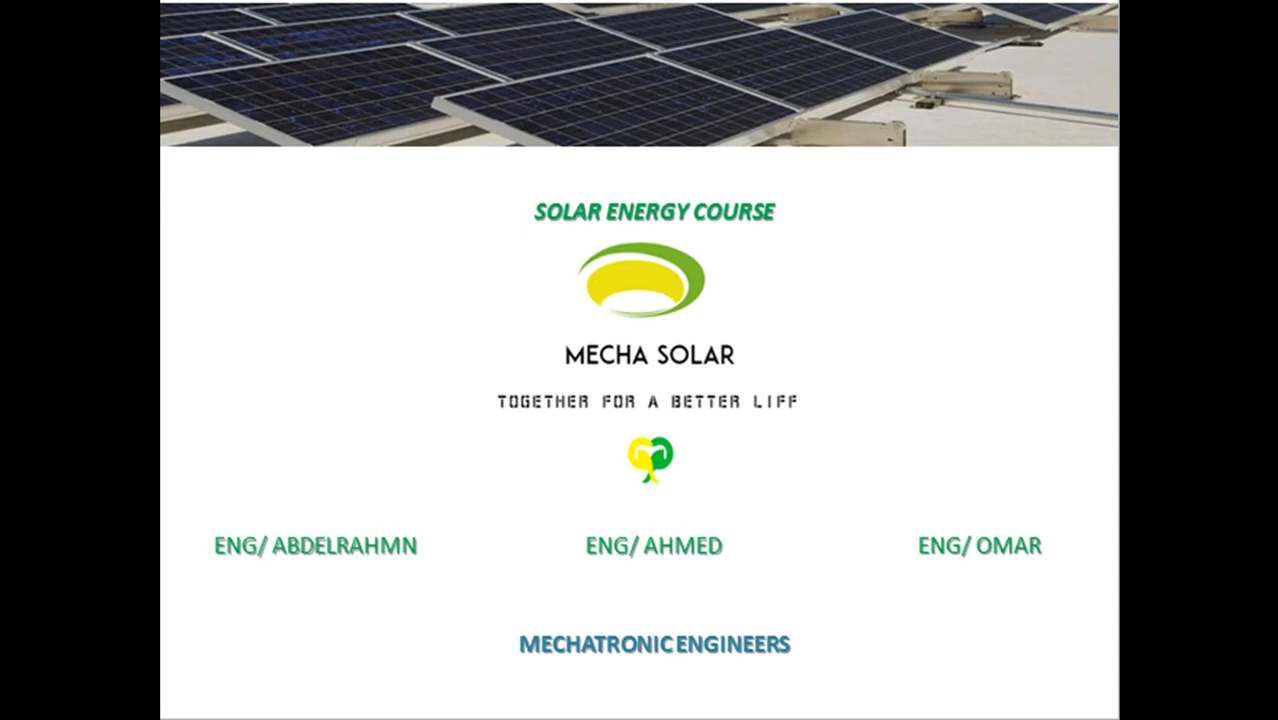 SOLAR ENERGY COURSE
MECHA SOLAR
TOGETHER FOR A BETTER LIFF
ENG/ ABDELRAHMN ENG/ AHMED ENG/ OMAR
MECHATRONIC ENGINEERS